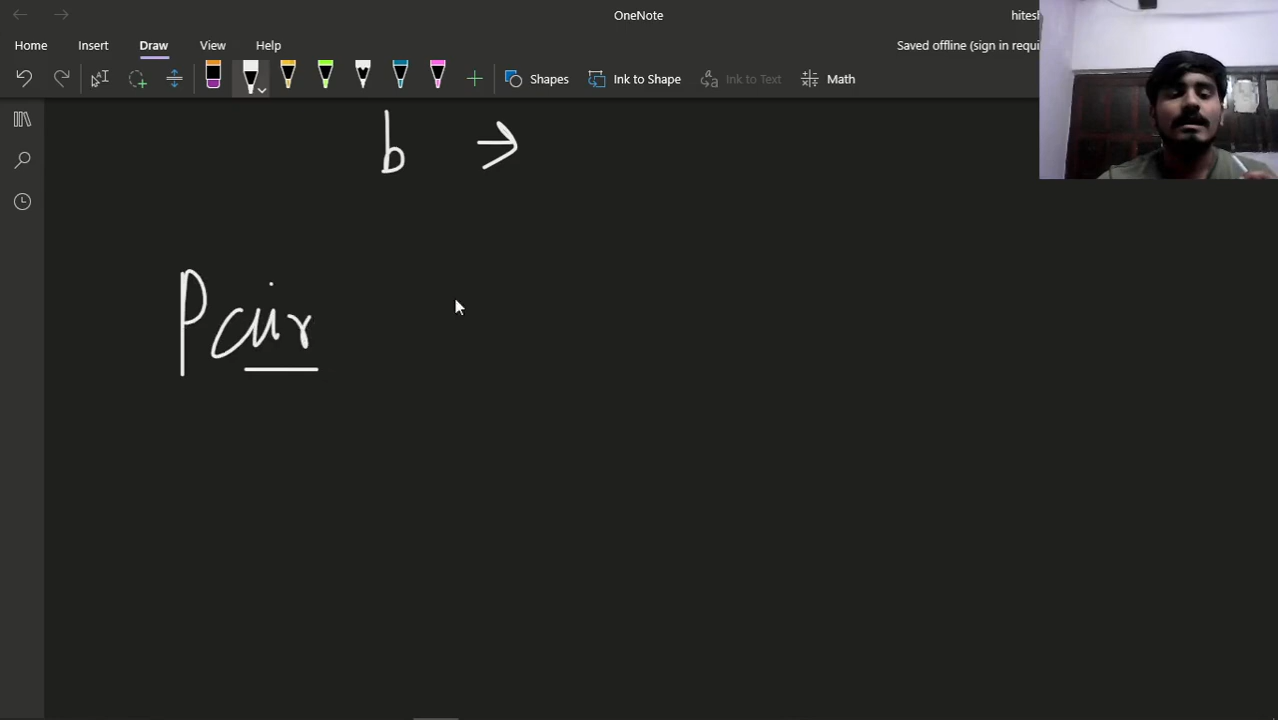 OneNote
hitesh
Home Insert Draw View Help
Saved offline (sign in requi
Shapes Ink to Shape Ink to Text Math
b →
Pair